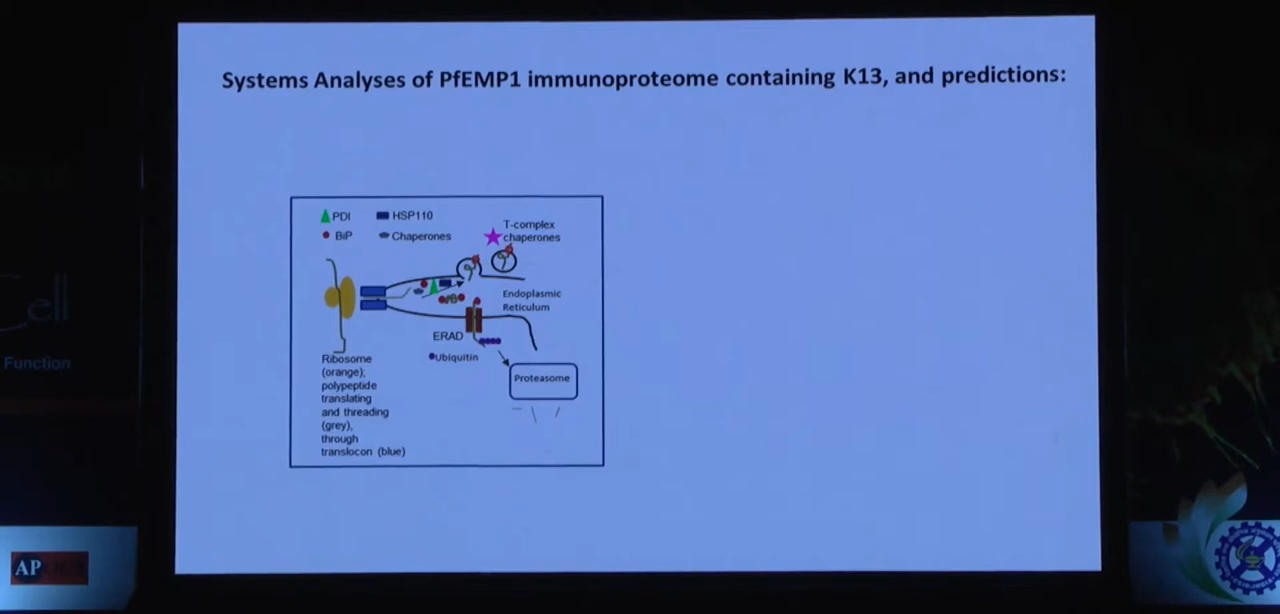 Systems Analyses of PfEMP1 immunoproteome containing K13, and predictions:
PDI
HSP110
BiP
Chaperones
T-complex
chaperones
Endoplasmic
Reticulum
ERAD
Ubiquitin
Proteasome
Ribosome
(orange);
polypeptide
translating
and threading
(grey),
through
translocon (blue)
ell
Function
AP